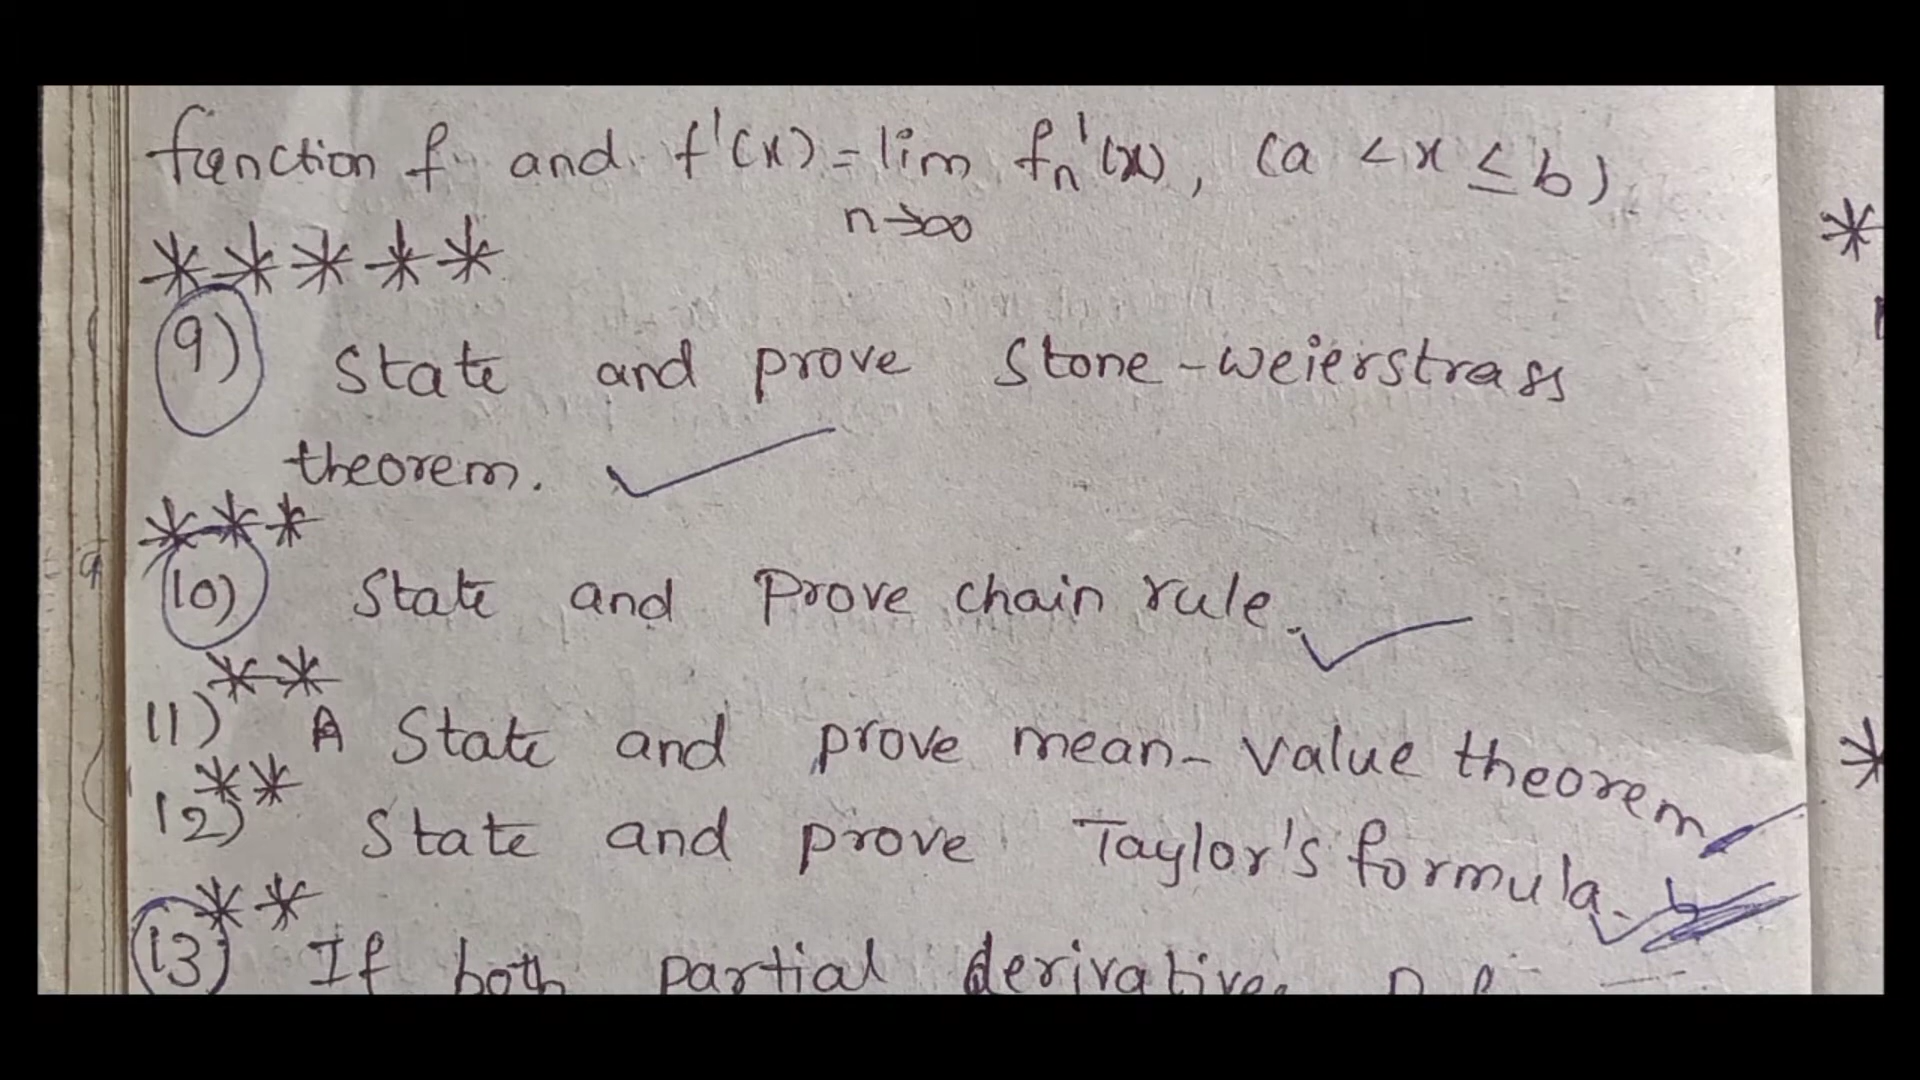 function f and f'(x) = lim fn'(x), (a < x ≤ b)
n→∞
*****
9) State and prove Stone-Weierstrass
theorem.
***
10) State and Prove chain rule.
**
11) A State and prove mean-value theorem
**
12) State and prove Taylor's formula.
**
13) If both partial derivative